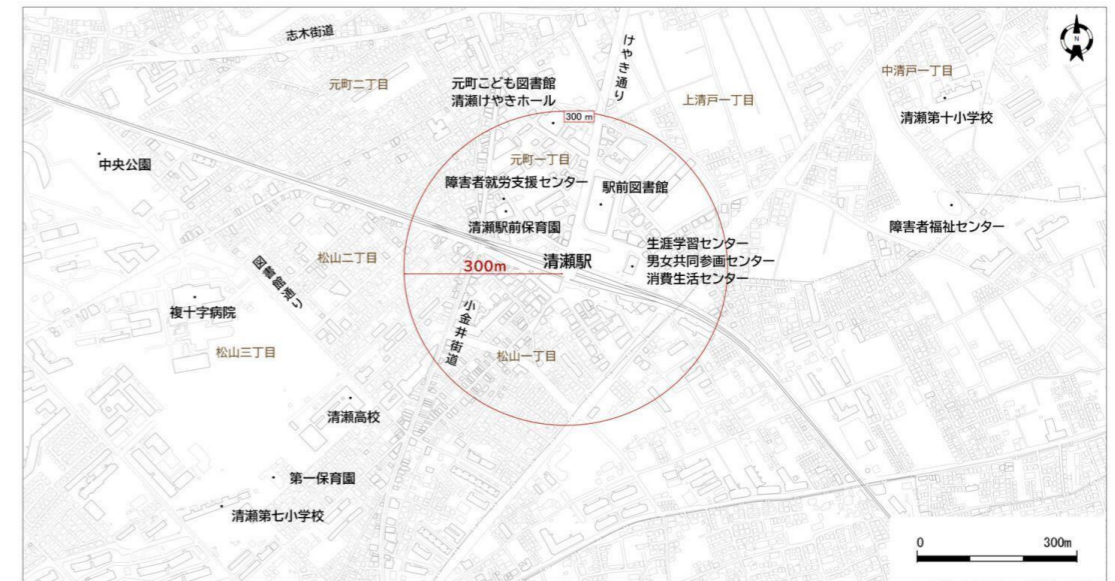 志木街道
けやき通り
N
元町二丁目
元町こども図書館
清瀬けやきホール
中清戸一丁目
上清戸一丁目
清瀬第十小学校
300 m
中央公園
元町一丁目
障害者就労支援センター
駅前図書館
清瀬駅前保育園
障害者福祉センター
生涯学習センター
男女共同参画センター
消費生活センター
松山二丁目
図書館通り
300m
清瀬駅
複十字病院
小金井街道
松山三丁目
松山一丁目
清瀬高校
第一保育園
清瀬第七小学校
0
300m